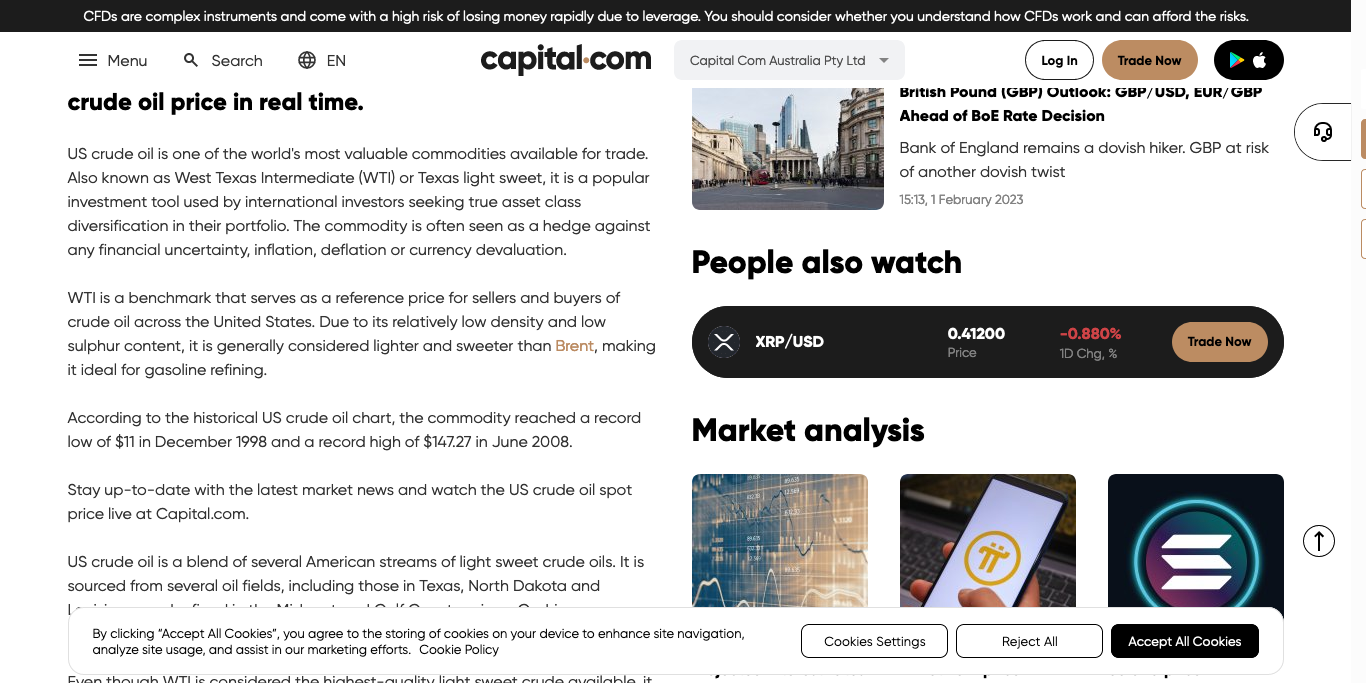 CFDs are complex instruments and come with a high risk of losing money rapidly due to leverage. You should consider whether you understand how CFDs work and can afford the risks.
Menu
Search
EN
capital.com
Capital Com Australia Pty Ltd
Log In
Trade Now
crude oil price in real time.
US crude oil is one of the world's most valuable commodities available for trade.
Also known as West Texas Intermediate (WTI) or Texas light sweet, it is a popular
investment tool used by international investors seeking true asset class
diversification in their portfolio. The commodity is often seen as a hedge against
any financial uncertainty, inflation, deflation or currency devaluation.
WTI is a benchmark that serves as a reference price for sellers and buyers of
crude oil across the United States. Due to its relatively low density and low
sulphur content, it is generally considered lighter and sweeter than Brent, making
it ideal for gasoline refining.
According to the historical US crude oil chart, the commodity reached a record
low of $11 in December 1998 and a record high of $147.27 in June 2008.
Stay up-to-date with the latest market news and watch the US crude oil spot
price live at Capital.com.
US crude oil is a blend of several American streams of light sweet crude oils. It is
sourced from several oil fields, including those in Texas, North Dakota and
Even though WTI is considered the highest-quality light sweet crude available, it
British Pound (GBP) Outlook: GBP/USD, EUR/GBP
Ahead of BoE Rate Decision
Bank of England remains a dovish hiker. GBP at risk
of another dovish twist
15:13, 1 February 2023
People also watch
XRP/USD
0.41200
Price
-0.880%
1D Chg, %
Trade Now
Market analysis
By clicking “Accept All Cookies”, you agree to the storing of cookies on your device to enhance site navigation,
analyze site usage, and assist in our marketing efforts. Cookie Policy
Cookies Settings
Reject All
Accept All Cookies